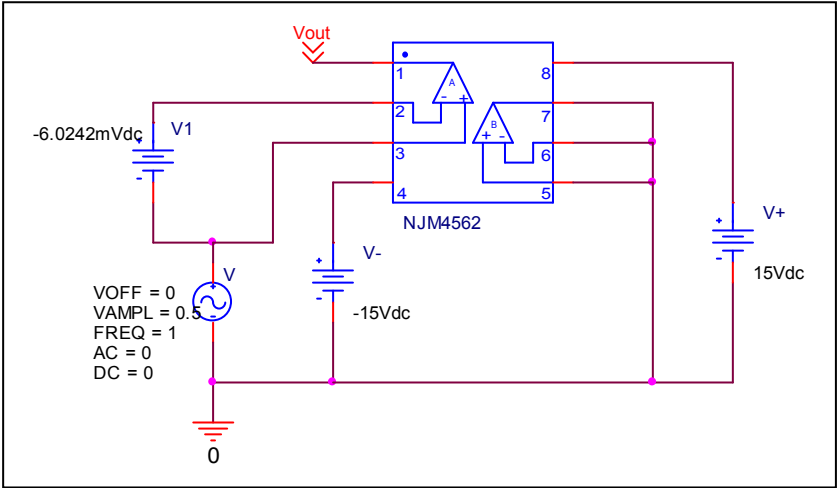 Vout
1
2
3
4
8
7
6
5
A
- +
B
+ -
NJM4562
-6.0242mVdc
V1
+
-
V
+
-
VOFF = 0
VAMPL = 0.5
FREQ = 1
AC = 0
DC = 0
V-
+
-
-15Vdc
V+
+
-
15Vdc
0